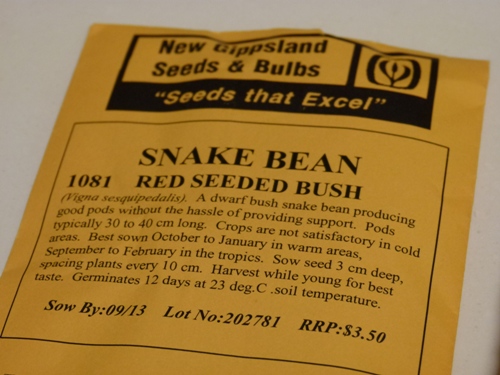 New Gippsland
Seeds & Bulbs
"Seeds that Excel"
SNAKE BEAN
1081 RED SEEDED BUSH
(Vigna sesquipedalis). A dwarf bush snake bean producing
good pods without the hassle of providing support. Pods
typically 30 to 40 cm long. Crops are not satisfactory in cold
areas. Best sown October to January in warm areas,
September to February in the tropics. Sow seed 3 cm deep,
spacing plants every 10 cm. Harvest while young for best
taste. Germinates 12 days at 23 deg.C .soil temperature.
Sow By:09/13 Lot No:202781 RRP:$3.50